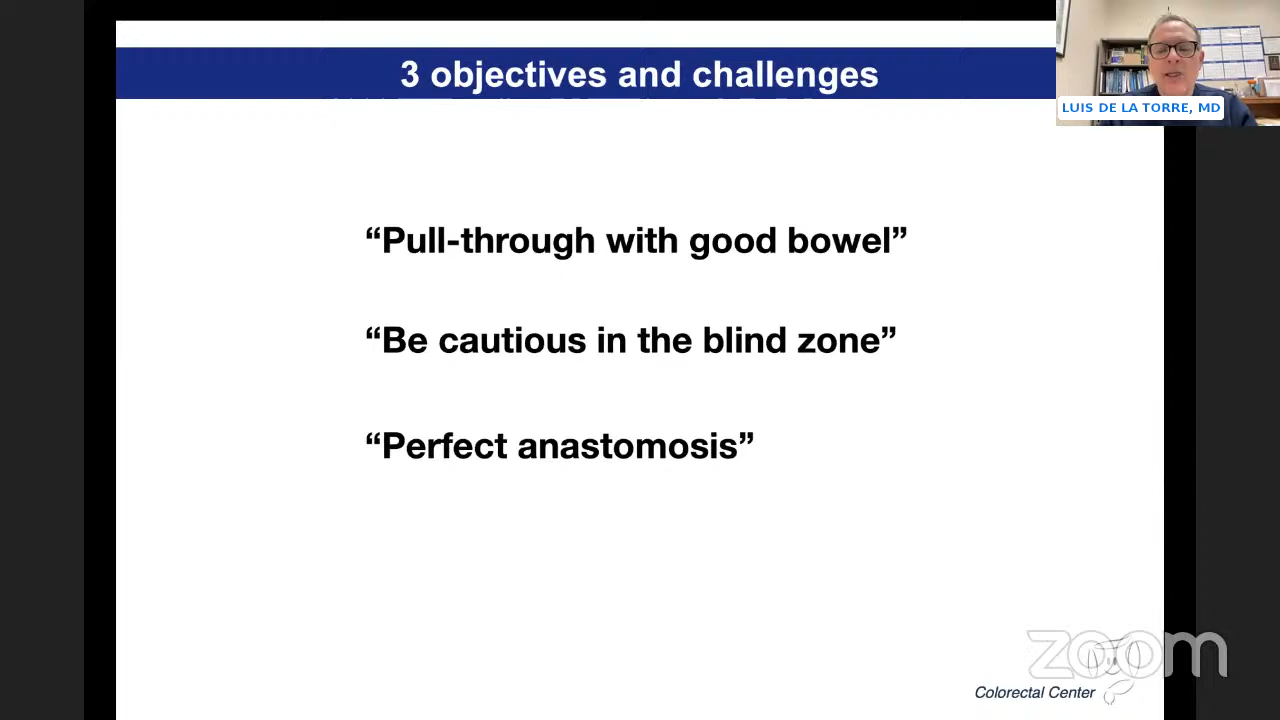 3 objectives and challenges
LUIS DE LA TORRE, MD
“Pull-through with good bowel”
“Be cautious in the blind zone”
“Perfect anastomosis”
zoom
Colorectal Center